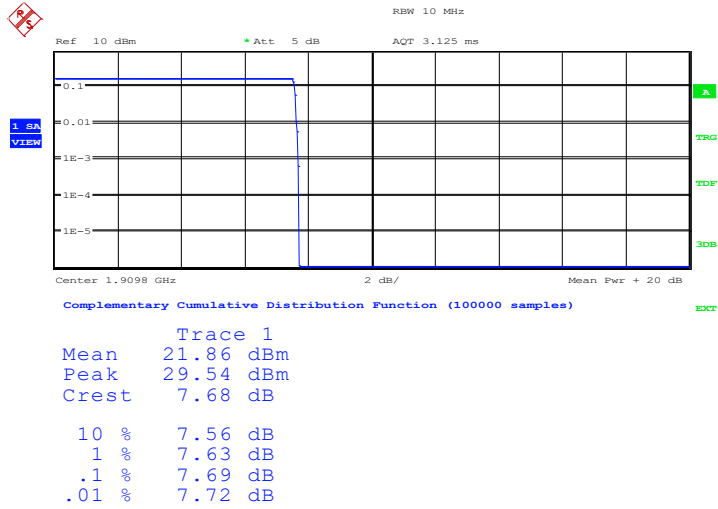 R S
RBW 10 MHz
Ref 10 dBm * Att 5 dB AQT 3.125 ms
0.1
A
1 SA
VIEW
0.01
TRG
1E-3
TDF
1E-4
1E-5
3DB
Center 1.9098 GHz 2 dB/ Mean Pwr + 20 dB
Complementary Cumulative Distribution Function (100000 samples)
EXT
Trace 1
Mean 21.86 dBm
Peak 29.54 dBm
Crest 7.68 dB
10 % 7.56 dB
1 % 7.63 dB
.1 % 7.69 dB
.01 % 7.72 dB